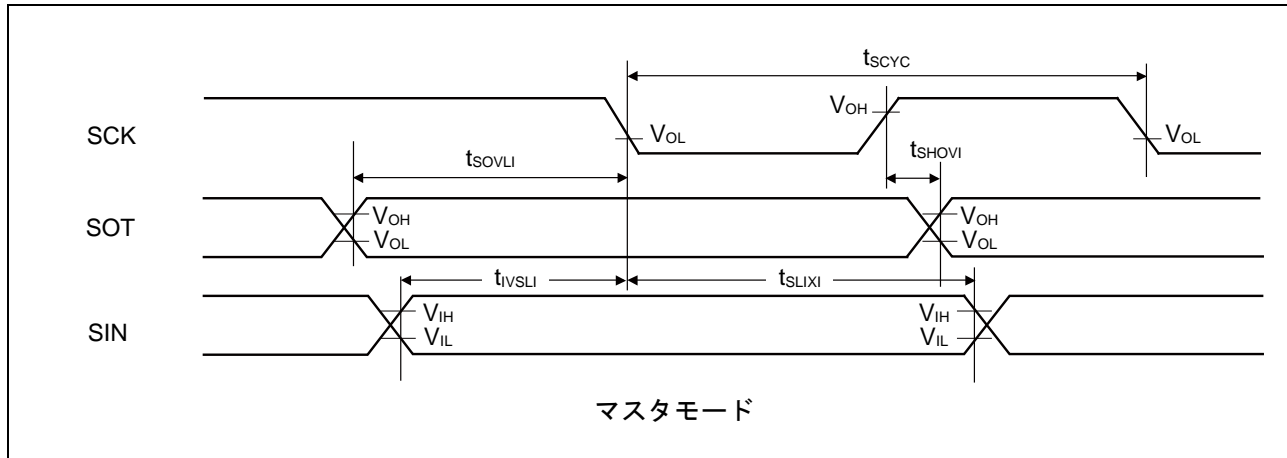 tSCYC
SCK
VOH
VOL
VOL
tSOVLI
tSHOVI
SOT
VOH
VOL
VOH
VOL
tIVSLI
tSLIXI
SIN
VIH
VIL
VIH
VIL
マスタモード